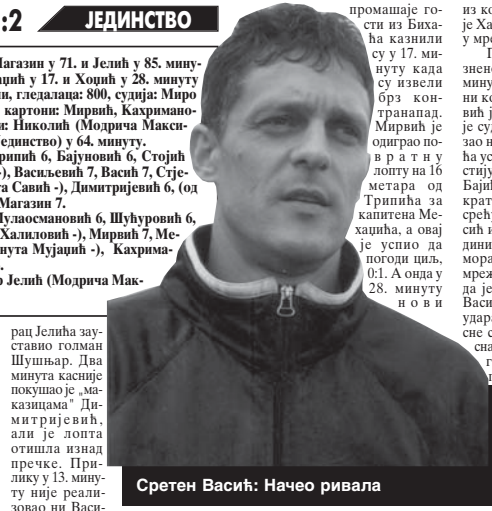 :2 ЈЕДИНСТВО
Магазин у 71. и Јелић у 85. мину-
аџић у 17. и Хоџић у 28. минуту
и, гледалаца: 800, судија: Миро
картони: Мирвић, Кахримано-
и: Николић (Модрича Макси-
единство) у 64. минуту.
рипић 6, Бајуновић 6, Стојић
-), Васиљевић 7, Васић 7, Стје-
а Савић -), Димитријевић 6, (од
Магазин 7.
Мулаосмановић 6, Шућуровић 6,
Халиловић -), Мирвић 7, Ме-
нута Мујаџић -), Кахрима-
р Јелић (Модрича Мак-
рац Јелића зау-
ставио голман
Шушњар. Два
минута касније
покушао је „ма-
казицама" Ди-
митријевић,
али је лопта
отишла изнад
пречке. При-
лику у 13. мину-
ту није реали-
зовао ни Васи-
промашаје го-
сти из Биха-
ћа казнили
су у 17. ми-
нуту када
су извели
брз кон-
транапад.
Мирвић је
одиграо по-
вратну
лопту на 16
метара од
Трипића за
капитена Ме-
хаџића, а овај
је успио да
погоди циљ,
0:1. А онда у
28. минуту
нови
из ко
је Ха
у мре
П
знене
мину
ни ко
вић ј
је суд
зао н
ћа ус
стију
Бајић
крат
срећу
сић и
дини
мора
мреж
да је
Васи
удара
сне с
сна
Сретен Васић: Начео ривала